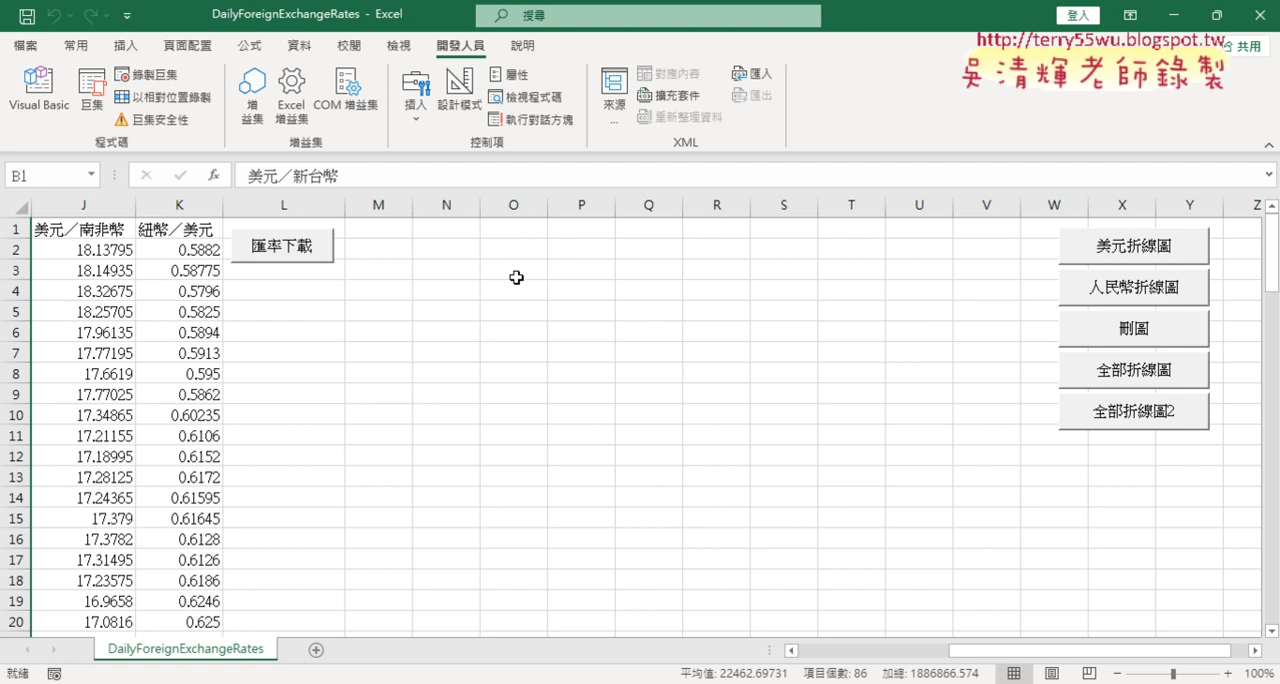 DailyForeignExchangeRates - Excel
搜尋
登入
檔案 常用 插入 頁面配置 公式 資料 校閱 檢視 開發人員 說明
共用
http://terry55wu.blogspot.tw
吳清輝老師錄製
Visual Basic
巨集
錄製巨集
以相對位置錄製
巨集安全性
程式碼
增
益集
Excel
增益集
COM 增益集
增益集
插入
設計模式
屬性
檢視程式碼
執行對話方塊
控制項
來源
...
對應內容
擴充套件
重新整理資料
匯入
匯出
XML
B1
fx
美元／新台幣
J K L M N O P Q R S T U V W X Y Z
1 美元／南非幣 紐幣／美元
2 18.13795 0.5882
3 18.14935 0.58775
4 18.32675 0.5796
5 18.25705 0.5825
6 17.96135 0.5894
7 17.77195 0.5913
8 17.6619 0.595
9 17.77025 0.5862
10 17.34865 0.60235
11 17.21155 0.6106
12 17.18995 0.6152
13 17.28125 0.6172
14 17.24365 0.61595
15 17.379 0.61645
16 17.3782 0.6128
17 17.31495 0.6126
18 17.23575 0.6186
19 16.9658 0.6246
20 17.0816 0.625
匯率下載
美元折線圖
人民幣折線圖
刪圖
全部折線圖
全部折線圖2
DailyForeignExchangeRates
就緒
平均值: 22462.69731 項目個數: 86 加總: 1886866.574
100%